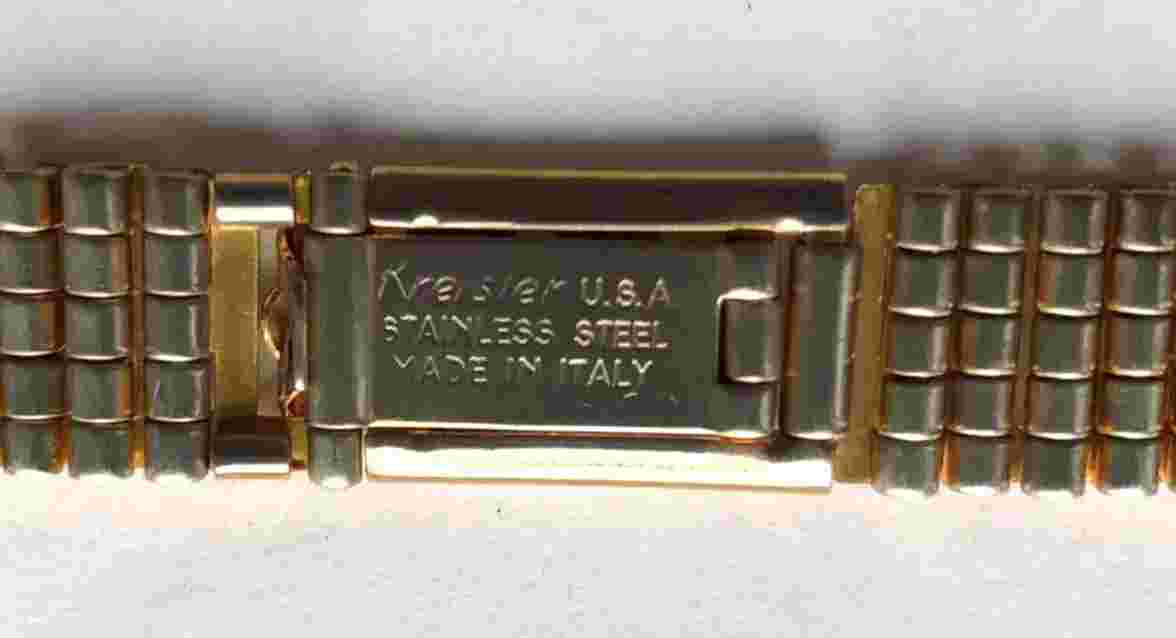 Kreisler U.S.A
STAINLESS STEEL
MADE IN ITALY